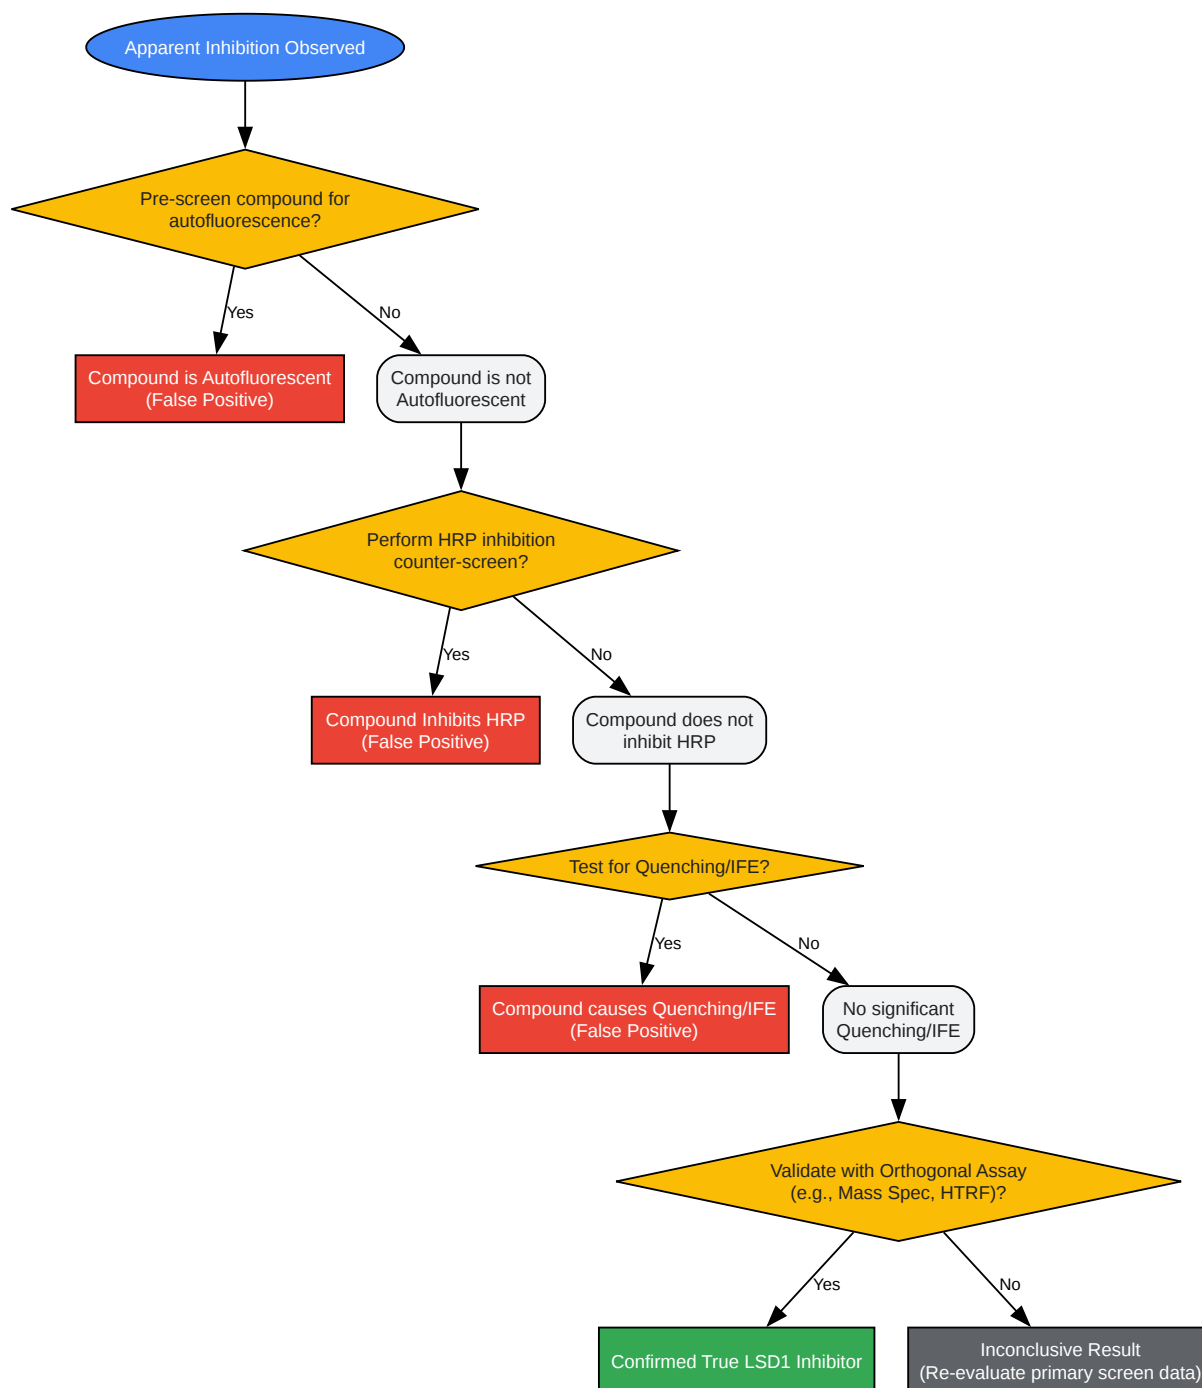 Apparent Inhibition Observed
Pre-screen compound for
autofluorescence?
Yes
No
Compound is Autofluorescent
(False Positive)
Compound is not
Autofluorescent
Perform HRP inhibition
counter-screen?
Yes
No
Compound Inhibits HRP
(False Positive)
Compound does not
inhibit HRP
Test for Quenching/IFE?
Yes
No
Compound causes Quenching/IFE
(False Positive)
No significant
Quenching/IFE
Validate with Orthogonal Assay
(e.g., Mass Spec, HTRF)?
Yes
No
Confirmed True LSD1 Inhibitor
Inconclusive Result
(Re-evaluate primary screen data)